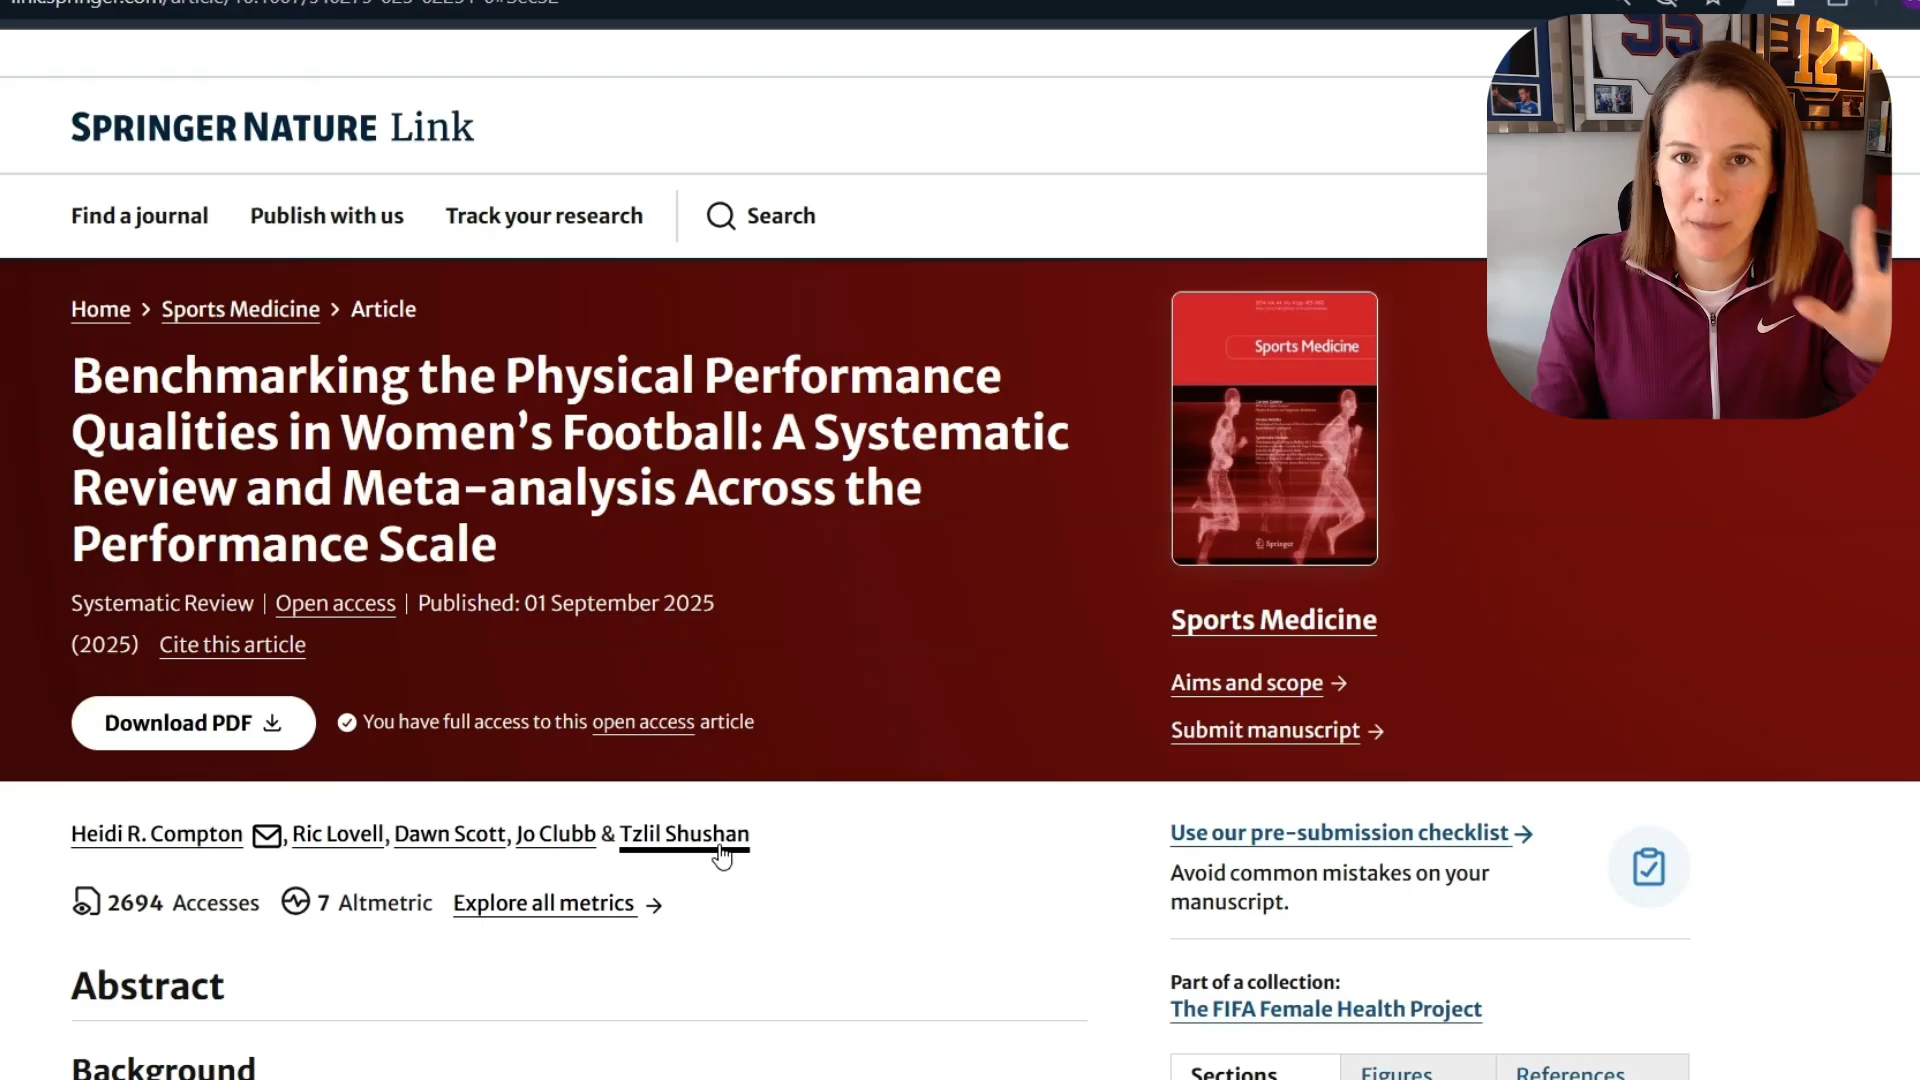 SPRINGER NATURE Link
Find a journal
Publish with us
Track your research
Search
Home > Sports Medicine > Article
Benchmarking the Physical Performance
Qualities in Women’s Football: A Systematic
Review and Meta-analysis Across the
Performance Scale
Systematic Review | Open access | Published: 01 September 2025
(2025) Cite this article
Download PDF
You have full access to this open access article
Sports Medicine
Springer
Sports Medicine
Aims and scope →
Submit manuscript →
55
12
Heidi R. Compton, Ric Lovell, Dawn Scott, Jo Clubb & Tzlil Shushan
2694 Accesses
7 Altmetric
Explore all metrics →
Abstract
Background
Use our pre-submission checklist →
Avoid common mistakes on your
manuscript.
Part of a collection:
The FIFA Female Health Project
Sections
Figures
References